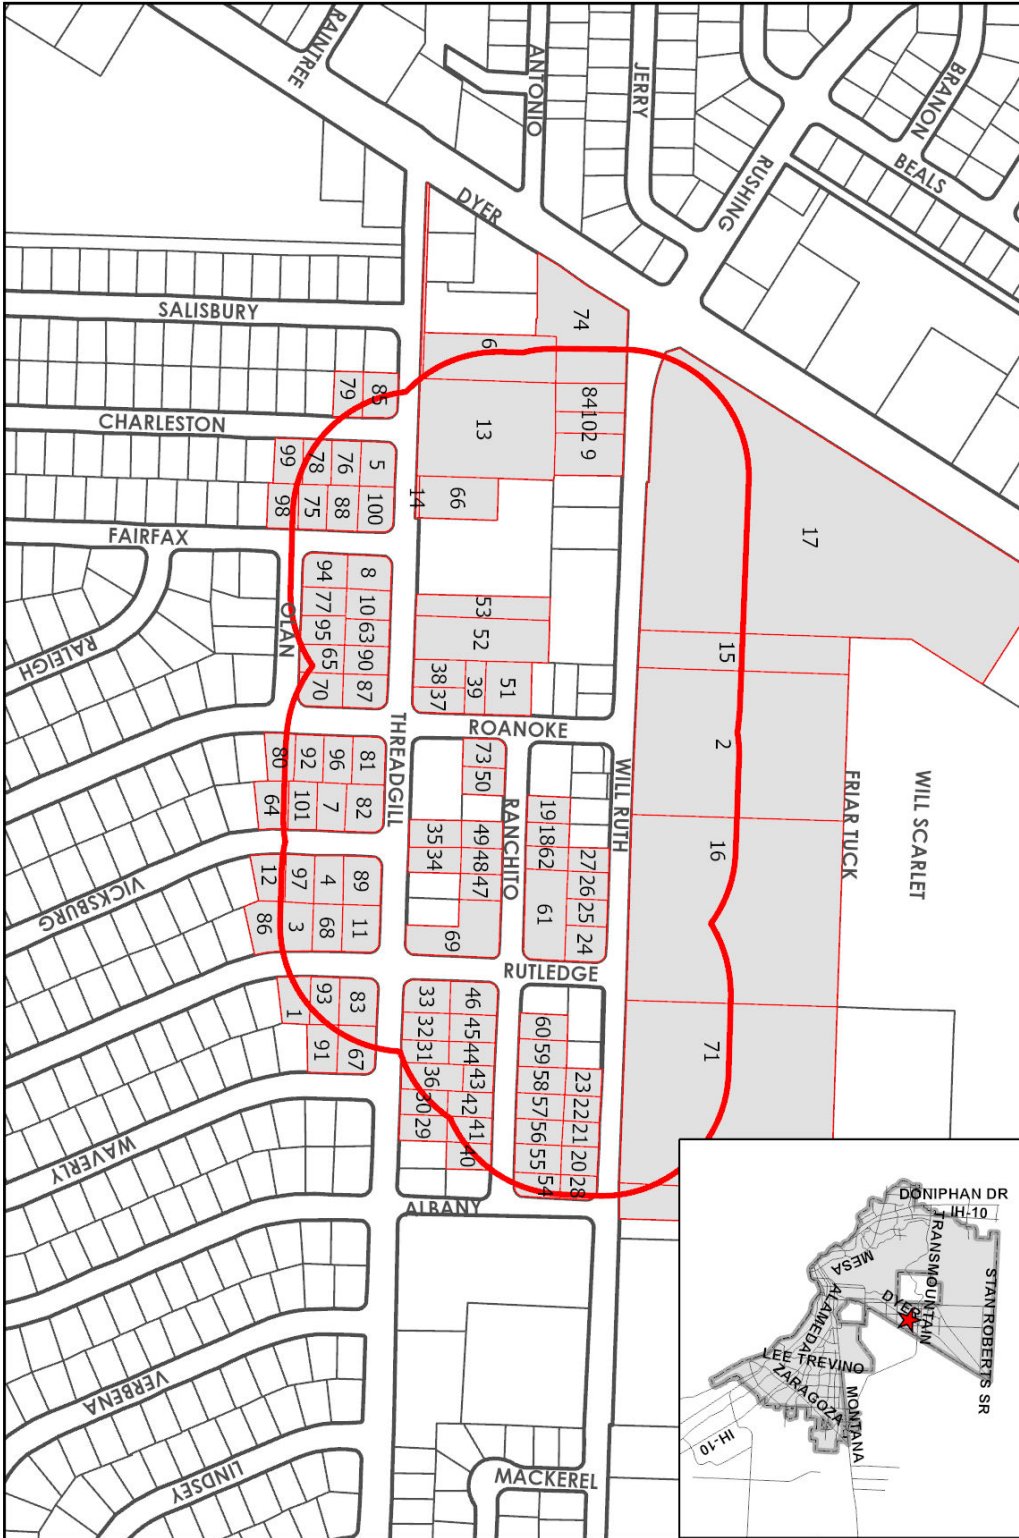 RAINTREE
ANTONIO
JERRY
BRANON
BEALS
RUSHING
DYER
SALISBURY
74
6
85
79
84
102
9
CHARLESTON
13
5
76
78
99
66
14
100
88
75
98
17
FAIRFAX
8
94
10
77
53
63
95
52
90
65
15
OLAN
RALEIGH
38
37
39
51
87
70
ROANOKE
THREADGILL
2
73
50
81
96
92
80
WILL RUTH
FRIAR TUCK
WILL SCARLET
82
7
101
64
19
18
62
RANCHITO
49
48
47
35
34
27
26
25
24
16
61
89
4
97
12
VICKSBURG
11
68
3
86
69
RUTLEDGE
83
93
1
33
32
31
36
30
29
46
45
44
43
42
41
40
60
59
58
57
56
55
54
23
22
21
20
28
71
67
91
WAVERLY
ALBANY
VERBENA
LINDSEY
MACKEREL
DONIPHAN DR
IH-10
TRANSMOUNTAIN
MESA
DYER
STAN ROBERTS SR
ALAMEDA
LEE TREVINO
ZARAGOZA
MONTANA
IH-10